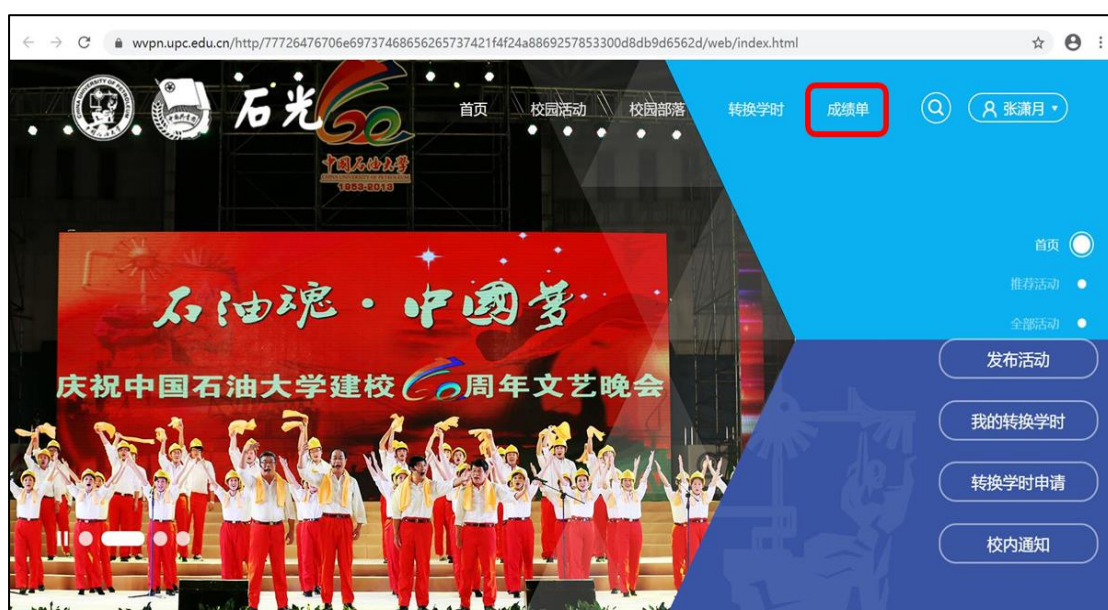 wvpn.upc.edu.cn/http/77726476706e69737468656265737421f4f24a8869257853300d8db9d6562d/web/index.html
石光
首页 校园活动 校园部落 转换学时 成绩单 张潇月
60
中国石油大学
1953-2013
首页
推荐活动
全部活动
石油魂·中國梦
庆祝中国石油大学建校60周年文艺晚会
发布活动
我的转换学时
转换学时申请
校内通知